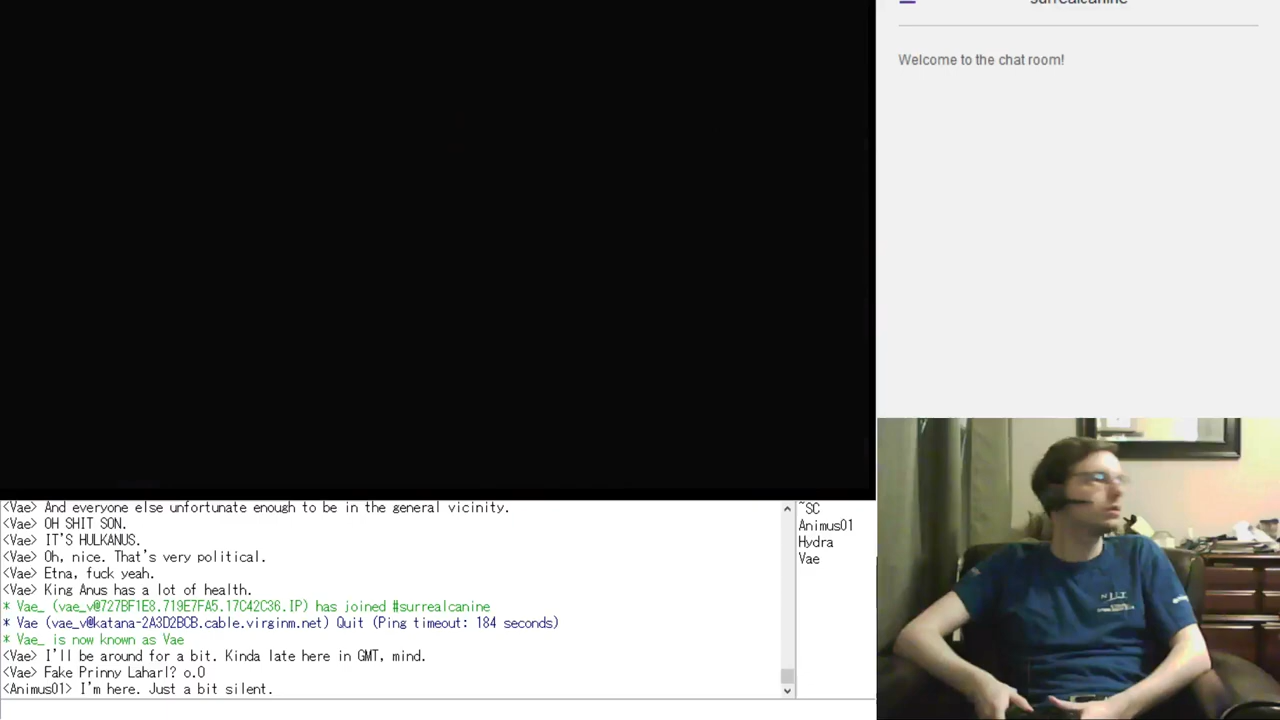 surrealcanine
Welcome to the chat room!
<Vae> And everyone else unfortunate enough to be in the general vicinity.
<Vae> OH SHIT SON.
<Vae> IT'S HULKANUS.
<Vae> Oh, nice. That's very political.
<Vae> Etna, fuck yeah.
<Vae> King Anus has a lot of health.
* Vae_ (vae_v@727BF1E8.719E7FA5.17C42C36.IP) has joined #surrealcanine
* Vae (vae_v@katana-2A3D2BCB.cable.virginm.net) Quit (Ping timeout: 184 seconds)
* Vae_ is now known as Vae
<Vae> I'll be around for a bit. Kinda late here in GMT, mind.
<Vae> Fake Prinny Laharl? o.O
<Animus01> I'm here. Just a bit silent.
~SC
Animus01
Hydra
Vae